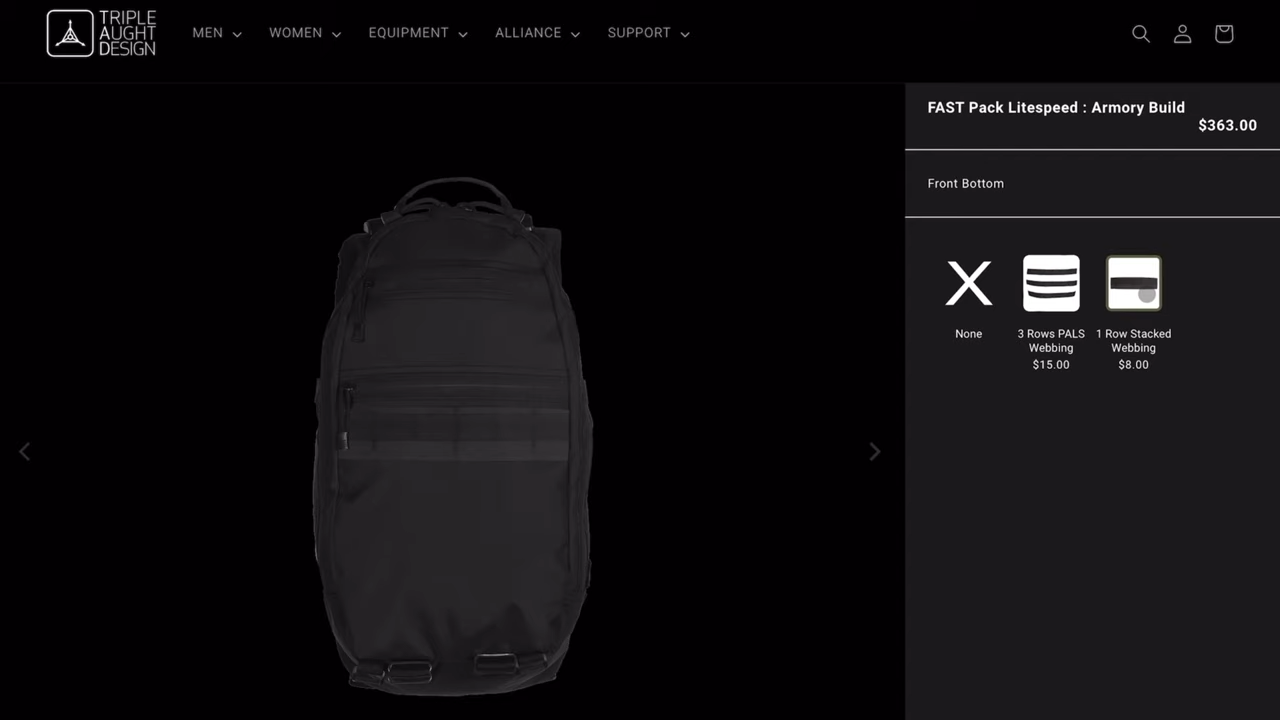 TRIPLE
AUGHT
DESIGN
MEN
WOMEN
EQUIPMENT
ALLIANCE
SUPPORT
FAST Pack Litespeed : Armory Build
$363.00
Front Bottom
None
3 Rows PALS
Webbing
$15.00
1 Row Stacked
Webbing
$8.00